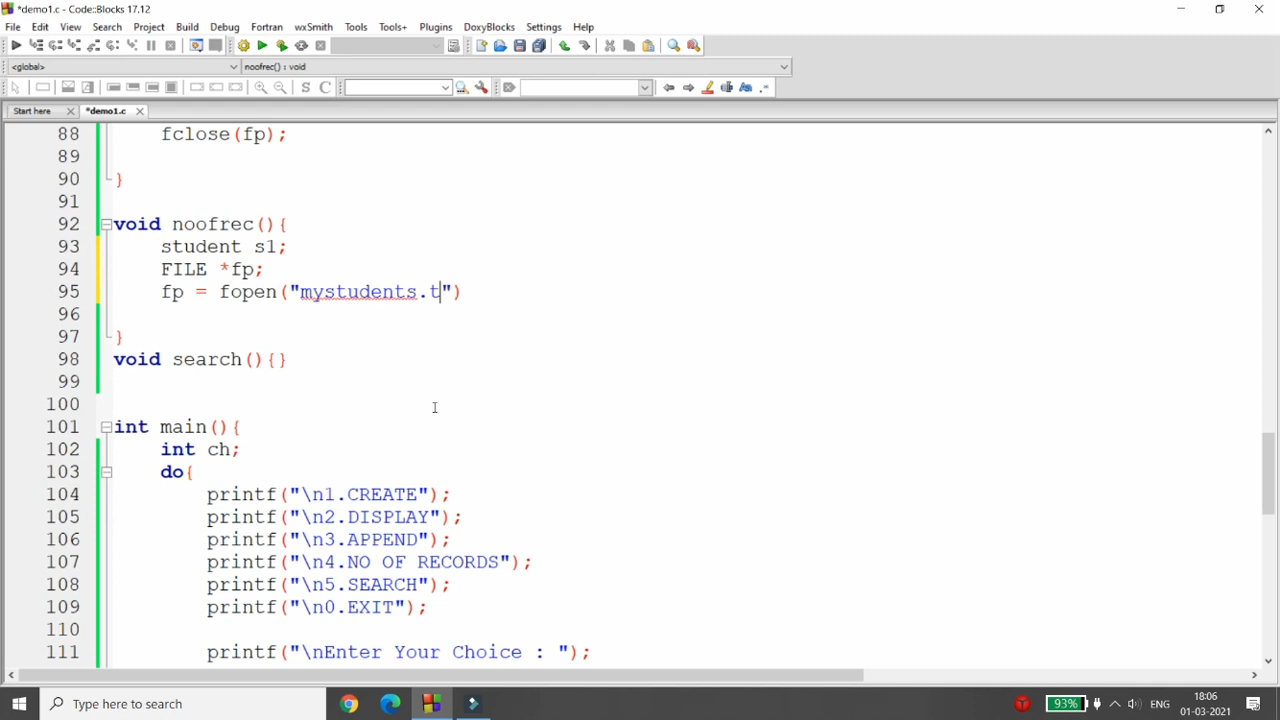 *demo1.c - Code::Blocks 17.12
File Edit View Search Project Build Debug Fortran wxSmith Tools Tools+ Plugins DoxyBlocks Settings Help
<global> noofrec() : void
S C
Start here *demo1.c
88 fclose(fp);
89
90 }
91
92 void noofrec(){
93 student s1;
94 FILE *fp;
95 fp = fopen("mystudents.t")
96
97 }
98 void search(){}
99
100
101 int main(){
102 int ch;
103 do{
104 printf("\n1.CREATE");
105 printf("\n2.DISPLAY");
106 printf("\n3.APPEND");
107 printf("\n4.NO OF RECORDS");
108 printf("\n5.SEARCH");
109 printf("\n0.EXIT");
110
111 printf("\nEnter Your Choice : ");
Type here to search 93% ENG 18:06
01-03-2021